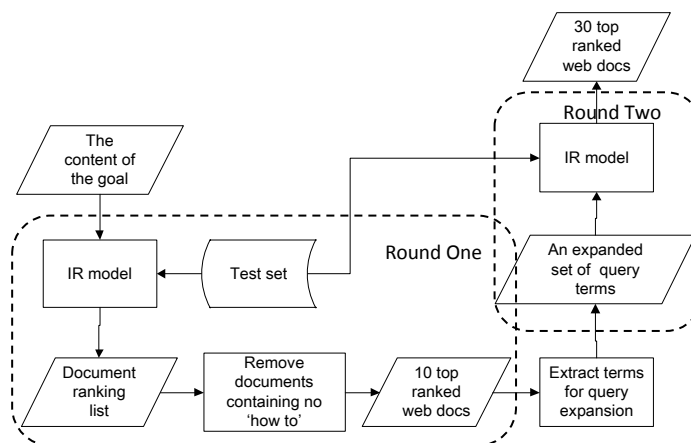 30 top
ranked
web docs
Round Two
IR model
The
content of
the goal
An expanded
set of query
terms
Round One
IR model
Test set
Document
ranking
list
Remove
documents
containing no
‘how to’
10 top
ranked
web docs
Extract terms
for query
expansion